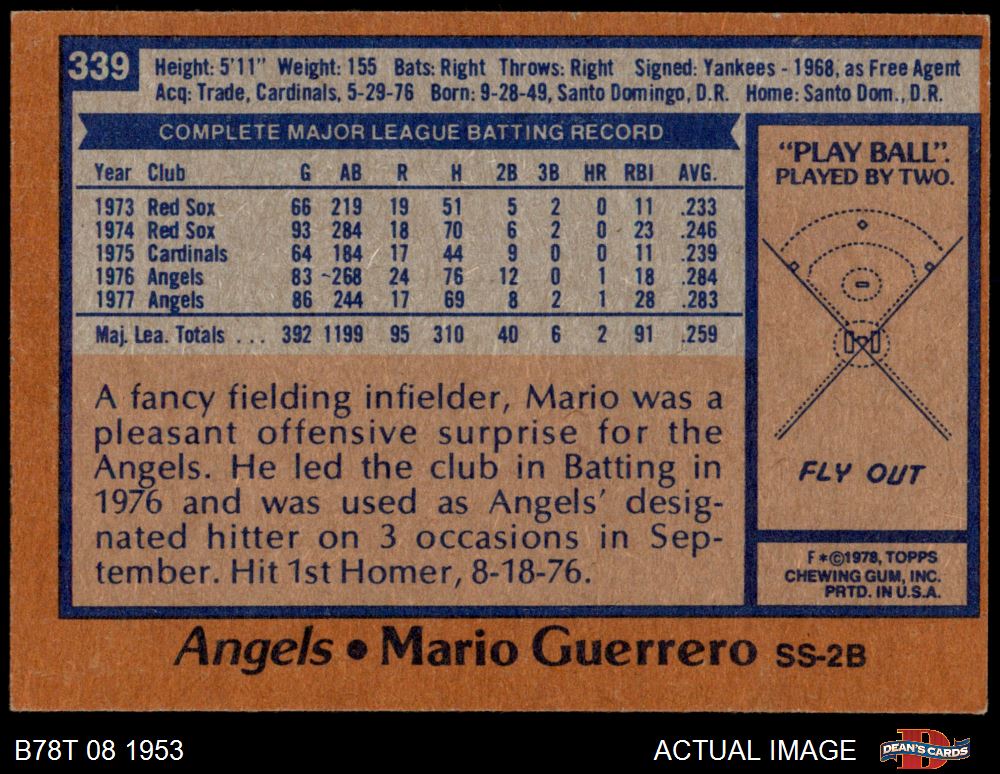 339
Height: 5'11" Weight: 155 Bats: Right Throws: Right Signed: Yankees - 1968, as Free Agent
Acq: Trade, Cardinals, 5-29-76 Born: 9-28-49, Santo Domingo, D.R. Home: Santo Dom., D.R.
COMPLETE MAJOR LEAGUE BATTING RECORD
Year Club G AB R H 2B 3B HR RBI AVG.
1973 Red Sox 66 219 19 51 5 2 0 11 .233
1974 Red Sox 93 284 18 70 6 2 0 23 .246
1975 Cardinals 64 184 17 44 9 0 0 11 .239
1976 Angels 83 268 24 76 12 0 1 18 .284
1977 Angels 86 244 17 69 8 2 1 28 .283
Maj. Lea. Totals ... 392 1199 95 310 40 6 2 91 .259
A fancy fielding infielder, Mario was a
pleasant offensive surprise for the
Angels. He led the club in Batting in
1976 and was used as Angels' desig-
nated hitter on 3 occasions in Sep-
tember. Hit 1st Homer, 8-18-76.
"PLAY BALL".
PLAYED BY TWO.
FLY OUT
F*©1978, TOPPS
CHEWING GUM, INC.
PRTD. IN U.S.A.
Angels • Mario Guerrero SS-2B
B78T 08 1953
ACTUAL IMAGE
DEAN'S CARDS